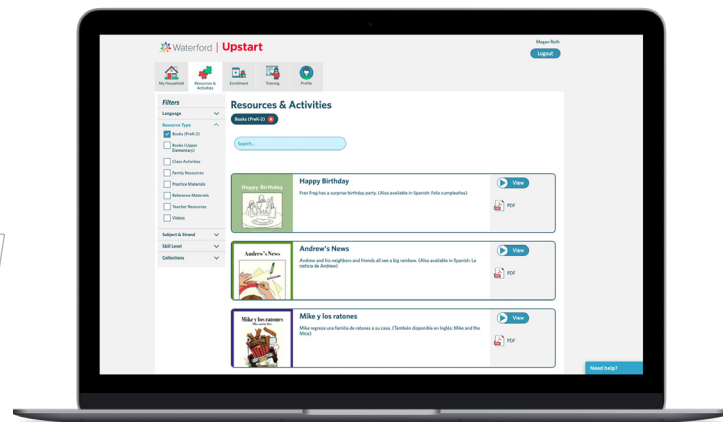 Waterford | Upstart
Megan Roth
Logout
My Household
Resources & Activities
Enrollment
Training
Profile
Filters
Language
Resource Type
Books (PreK-2)
Books (Upper Elementary)
Class Activities
Family Resources
Practice Materials
Reference Materials
Teacher Resources
Videos
Subject & Strand
Skill Level
Collections
Resources & Activities
Books (PreK-2)
Search...
Happy Birthday
Happy Birthday
Fran Frog has a surprise birthday party. (Also available in Spanish: Feliz cumpleaños)
View
PDF
Andrew's News
Andrew's News
Andrew and his neighbors and friends all see a big rainbow. (Also available in Spanish: La
noticia de Andrew)
View
PDF
Mike y los ratones
Mike y los ratones
Mike regresa una familia de ratones a su casa. (También disponible en Inglés: Mike and the
Mice)
View
PDF
Need help?